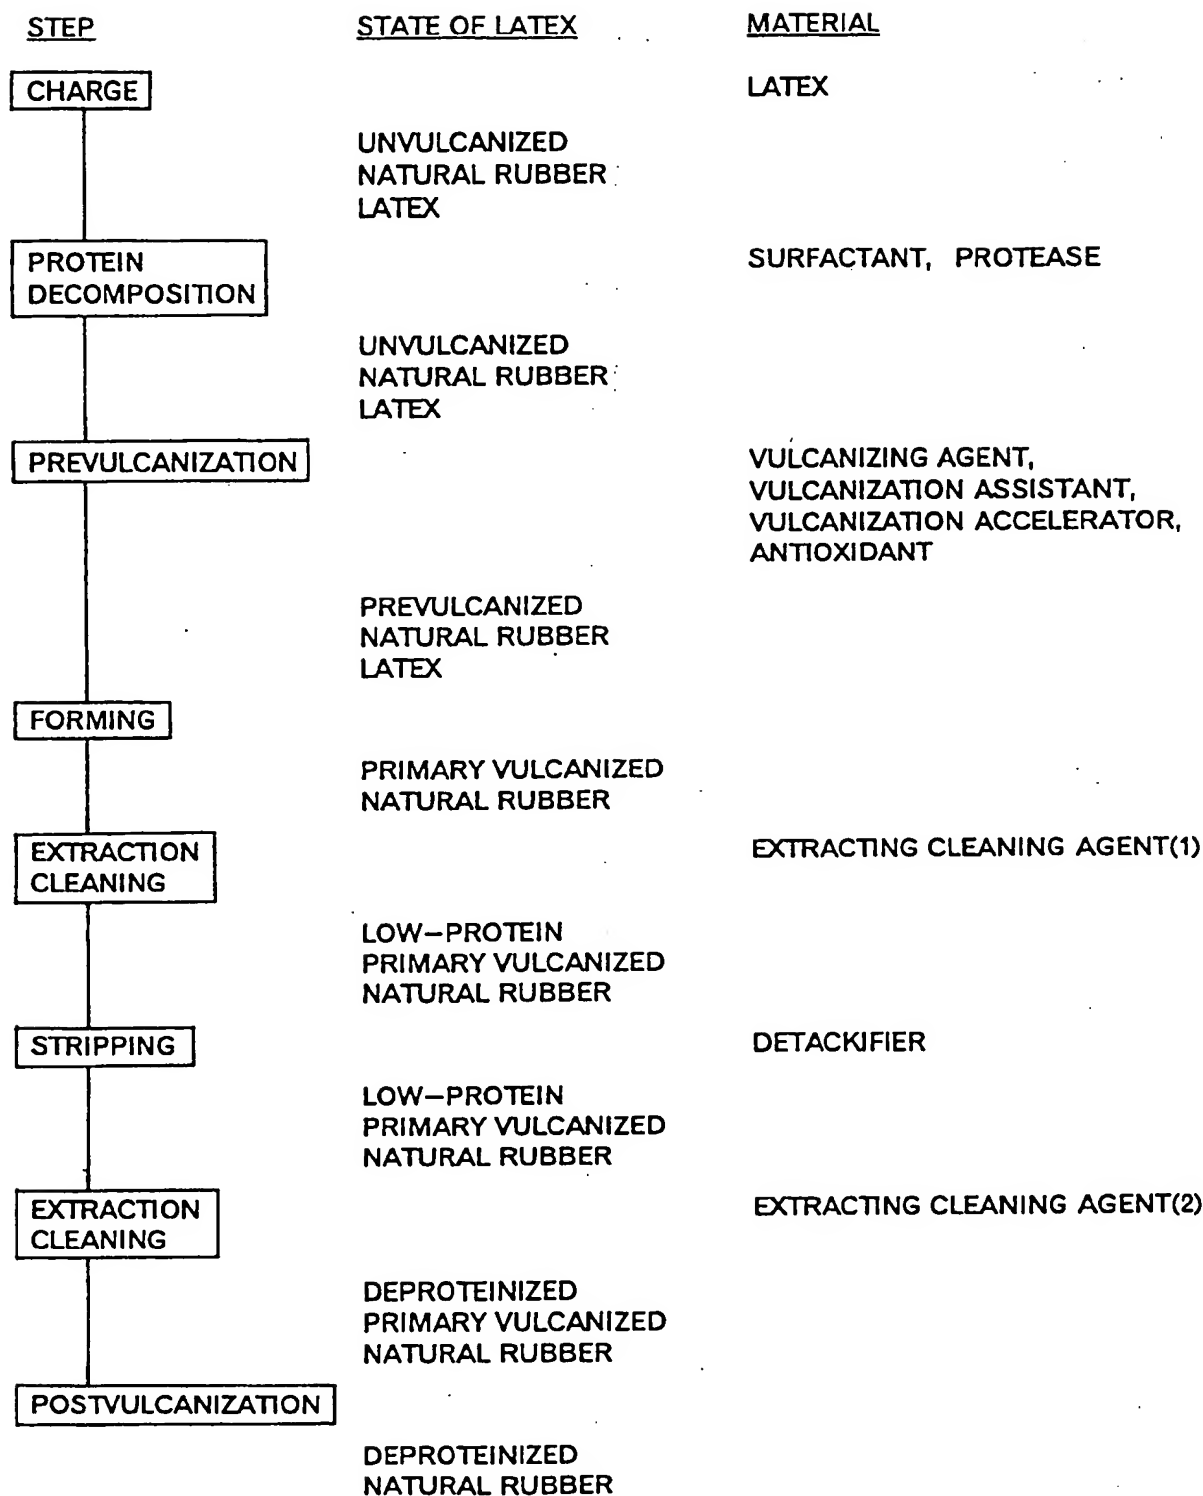 STEP STATE OF LATEX MATERIAL
CHARGE LATEX
UNVULCANIZED
NATURAL RUBBER
LATEX
PROTEIN SURFACTANT, PROTEASE
DECOMPOSITION
UNVULCANIZED
NATURAL RUBBER
LATEX
PREVULCANIZATION VULCANIZING AGENT,
VULCANIZATION ASSISTANT,
VULCANIZATION ACCELERATOR,
ANTIOXIDANT
PREVULCANIZED
NATURAL RUBBER
LATEX
FORMING
PRIMARY VULCANIZED
NATURAL RUBBER
EXTRACTION EXTRACTING CLEANING AGENT(1)
CLEANING
LOW-PROTEIN
PRIMARY VULCANIZED
NATURAL RUBBER
STRIPPING DETACKIFIER
LOW-PROTEIN
PRIMARY VULCANIZED
NATURAL RUBBER
EXTRACTION EXTRACTING CLEANING AGENT(2)
CLEANING
DEPROTEINIZED
PRIMARY VULCANIZED
NATURAL RUBBER
POSTVULCANIZATION
DEPROTEINIZED
NATURAL RUBBER